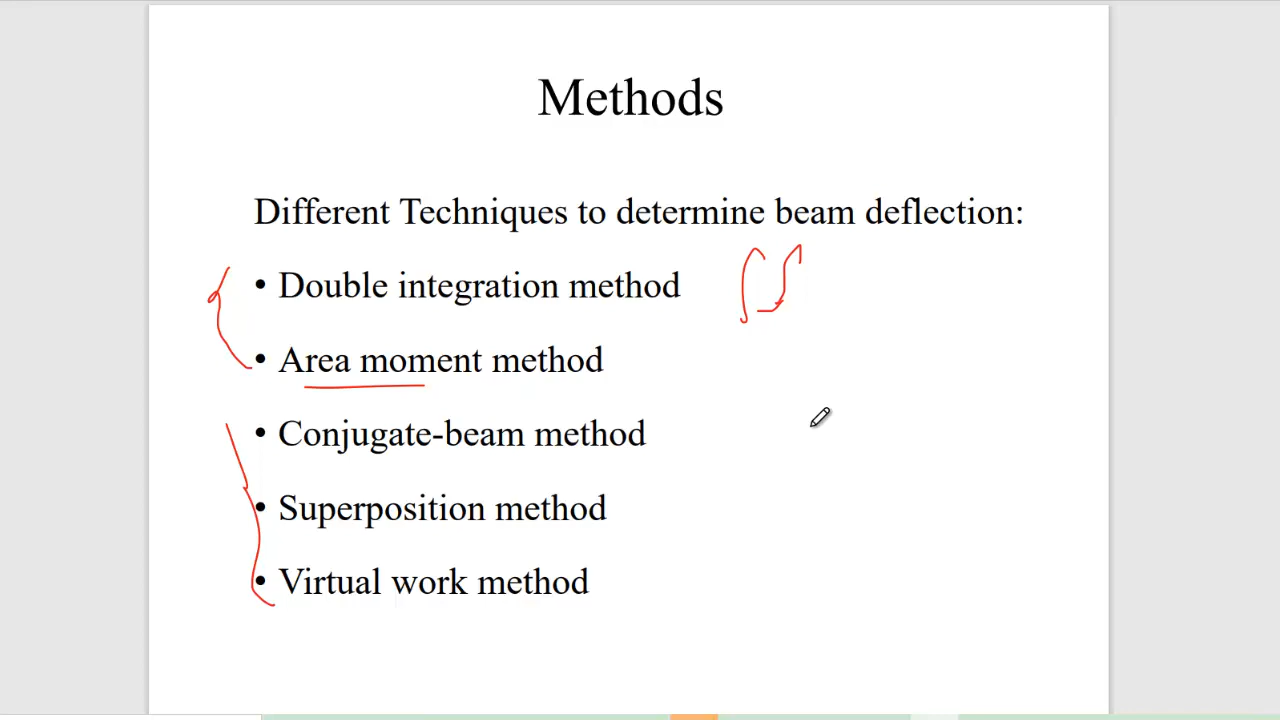 Methods
Different Techniques to determine beam deflection:
• Double integration method ∫∫
• Area moment method
• Conjugate-beam method
• Superposition method
• Virtual work method